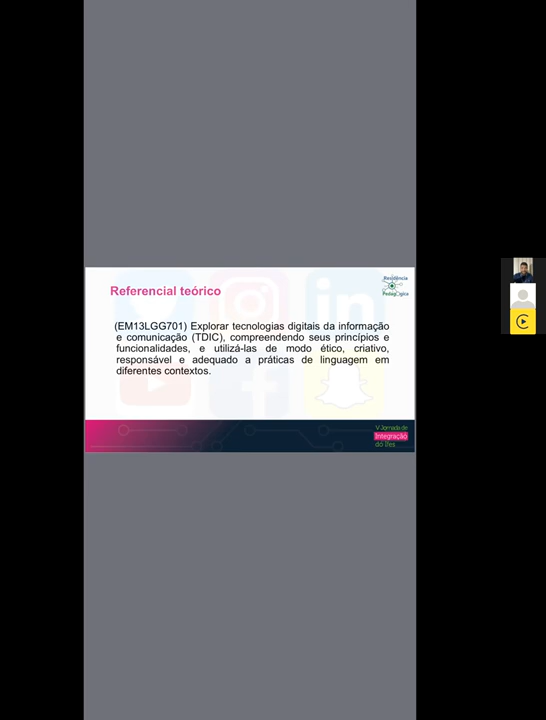 Referencial teórico
Residência
Pedagógica
(EM13LGG701) Explorar tecnologias digitais da informação
e comunicação (TDIC), compreendendo seus princípios e
funcionalidades, e utilizá-las de modo ético, criativo,
responsável e adequado a práticas de linguagem em
diferentes contextos.
V Jornada de
Integração
do Ifes